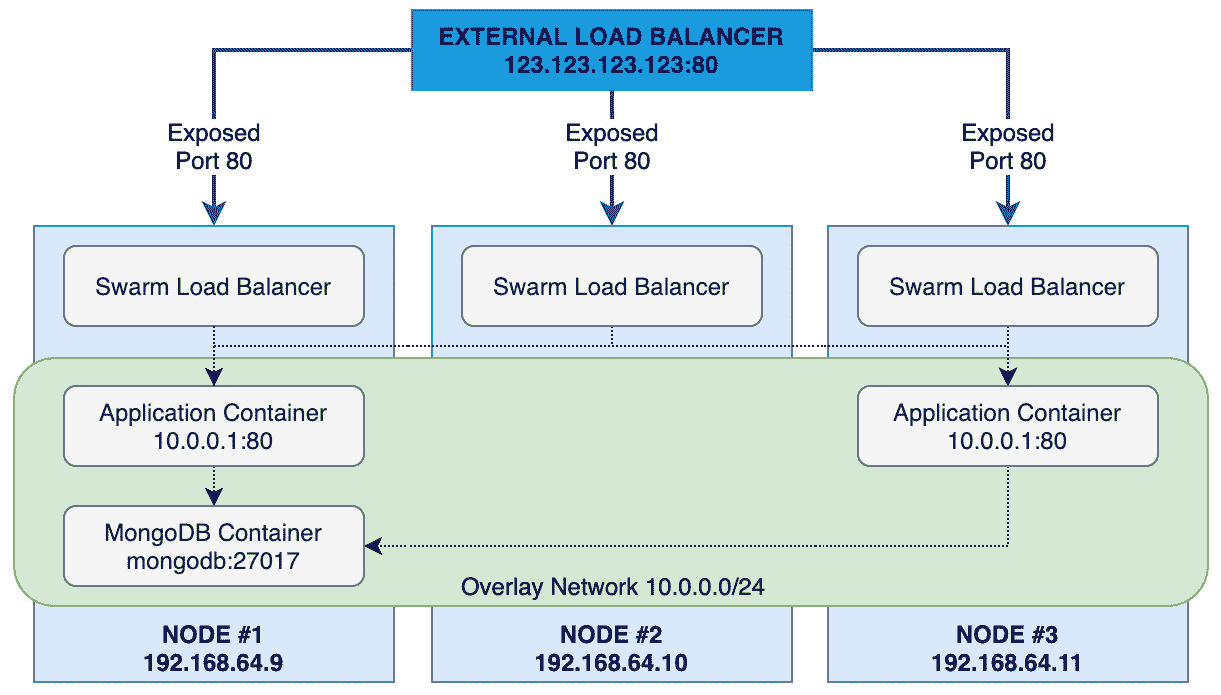 EXTERNAL LOAD BALANCER
123.123.123.123:80
Exposed
Port 80
Exposed
Port 80
Exposed
Port 80
Swarm Load Balancer
Swarm Load Balancer
Swarm Load Balancer
Application Container
10.0.0.1:80
Application Container
10.0.0.1:80
MongoDB Container
mongodb:27017
Overlay Network 10.0.0.0/24
NODE #1
192.168.64.9
NODE #2
192.168.64.10
NODE #3
192.168.64.11